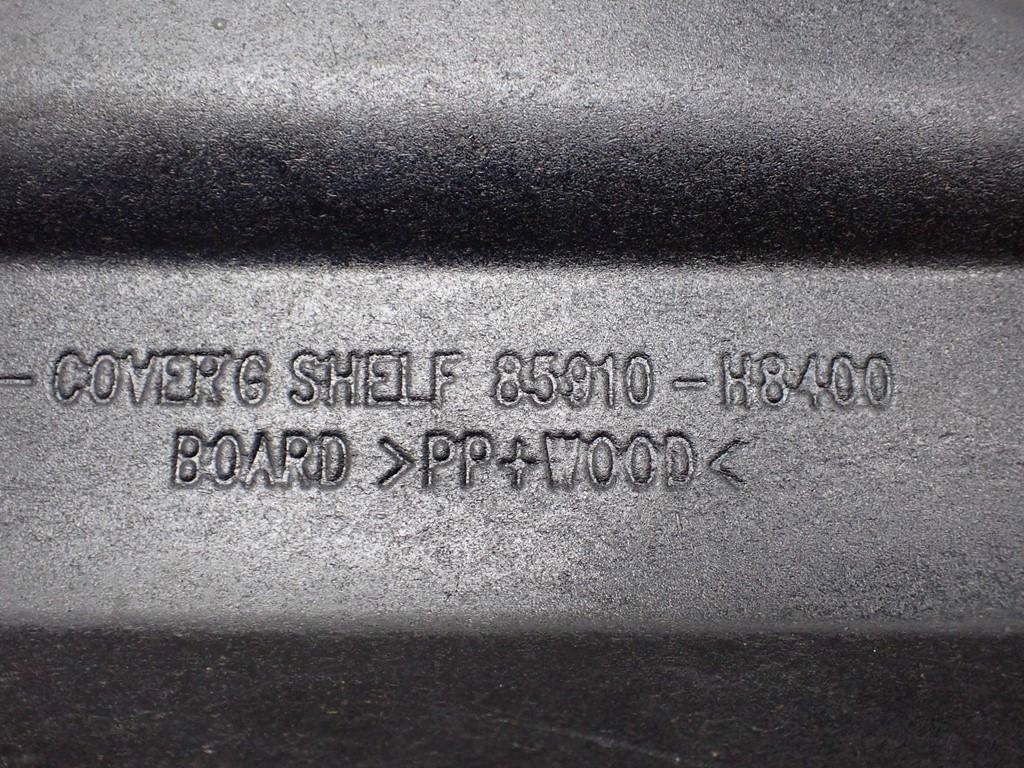 - COVER'G SHELF 85910-H8400
BOARD >PP+WOOD<